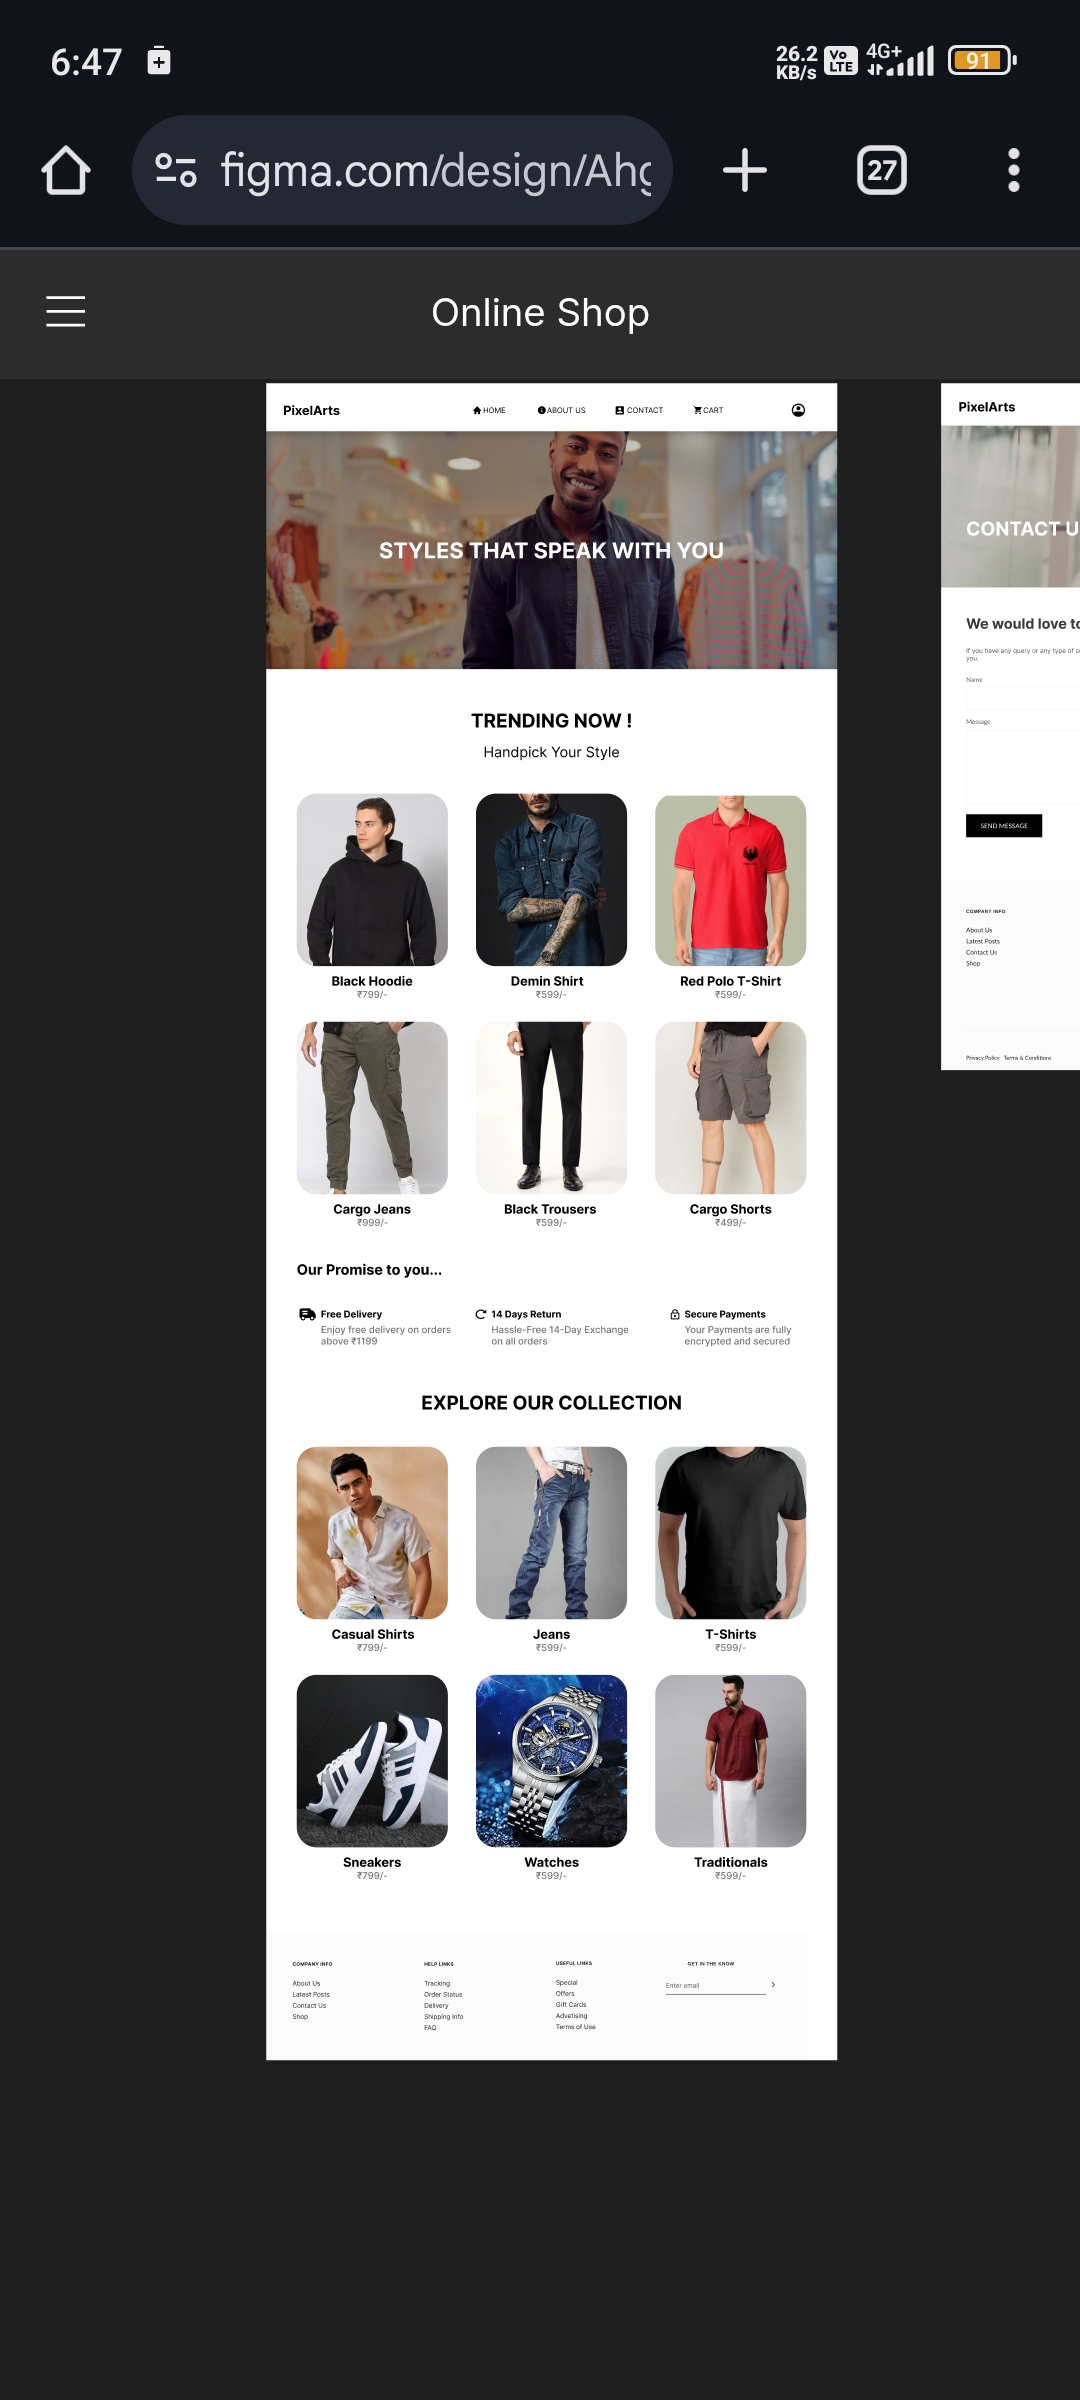 6:47
26.2
KB/s
Vo
LTE
4G+
91
figma.com/design/Ahg
27
Online Shop
PixelArts
HOME
ABOUT US
CONTACT
CART
STYLES THAT SPEAK WITH YOU
TRENDING NOW !
Handpick Your Style
Black Hoodie
₹799/-
Demin Shirt
₹599/-
Red Polo T-Shirt
₹599/-
Cargo Jeans
₹999/-
Black Trousers
₹599/-
Cargo Shorts
₹499/-
Our Promise to you...
Free Delivery
Enjoy free delivery on orders
above ₹1199
14 Days Return
Hassle-Free 14-Day Exchange
on all orders
Secure Payments
Your Payments are fully
encrypted and secured
EXPLORE OUR COLLECTION
Casual Shirts
₹799/-
Jeans
₹599/-
T-Shirts
₹599/-
Sneakers
₹799/-
Watches
₹599/-
Traditionals
₹599/-
COMPANY INFO
About Us
Latest Posts
Contact Us
Shop
HELP LINKS
Tracking
Order Status
Delivery
Shipping Info
FAQ
USEFUL LINKS
Special
Offers
Gift Cards
Advetising
Terms of Use
GET IN THE KNOW
Enter email
PixelArts
CONTACT U
We would love to
If you have any query or any type of
you.
Name
Message
SEND MESSAGE
COMPANY INFO
About Us
Latest Posts
Contact Us
Shop
Privacy Policy
Terms & Conditions